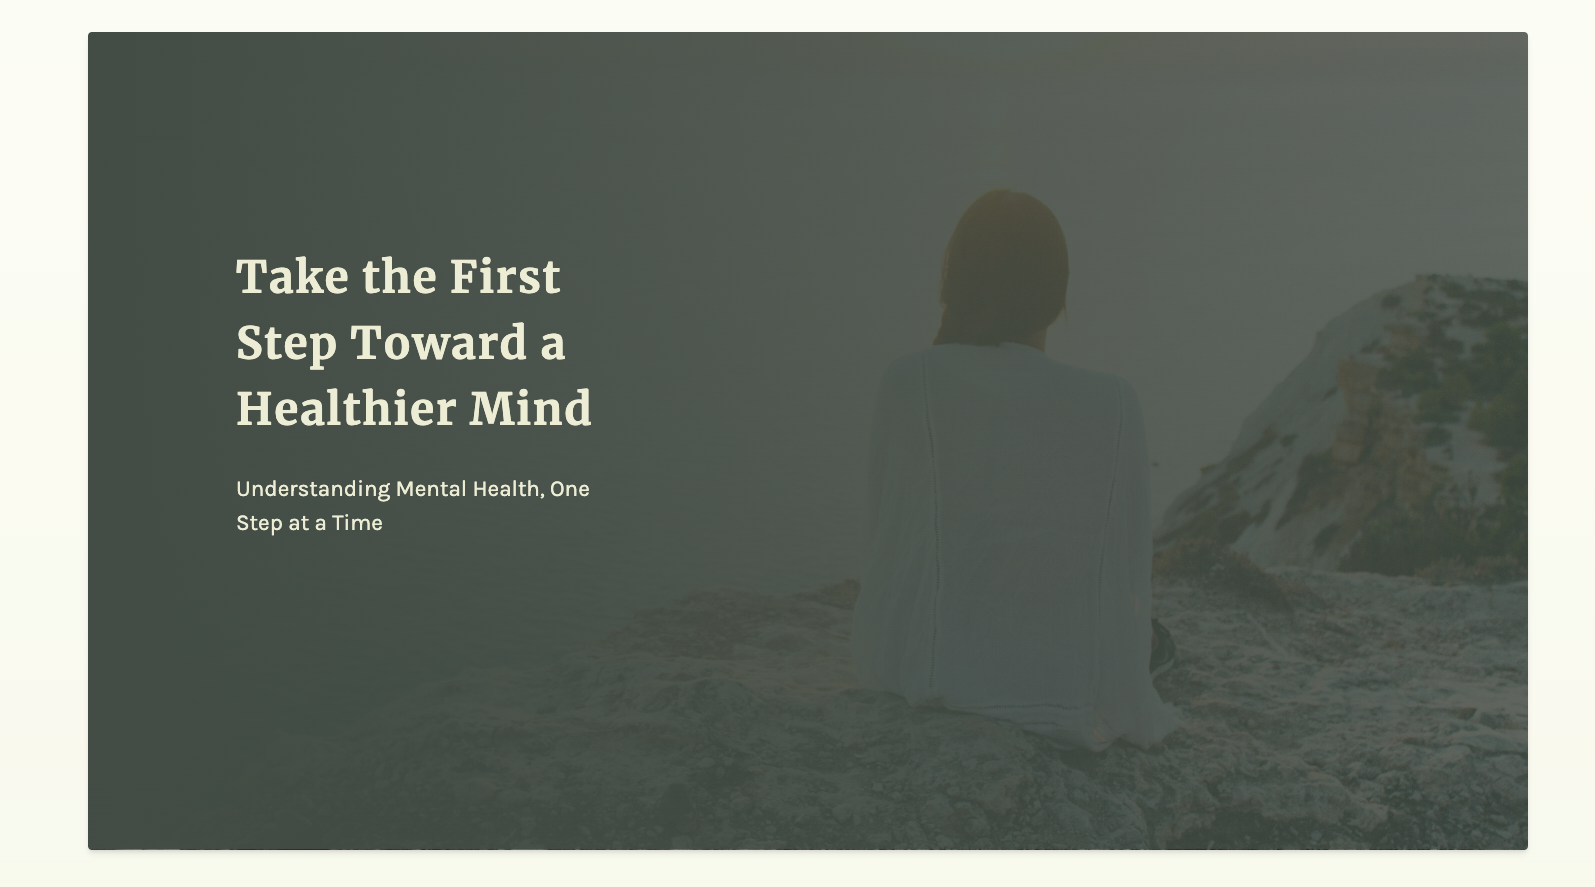 Take the First
Step Toward a
Healthier Mind
Understanding Mental Health, One
Step at a Time